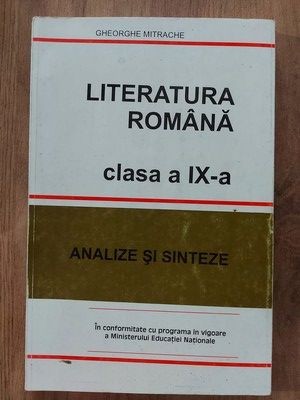 GHEORGHE MITRACHE
LITERATURA
ROMÂNĂ
clasa a IX-a
ANALIZE ŞI SINTEZE
În conformitate cu programa în vigoare
a Ministerului Educaţiei Naţionale